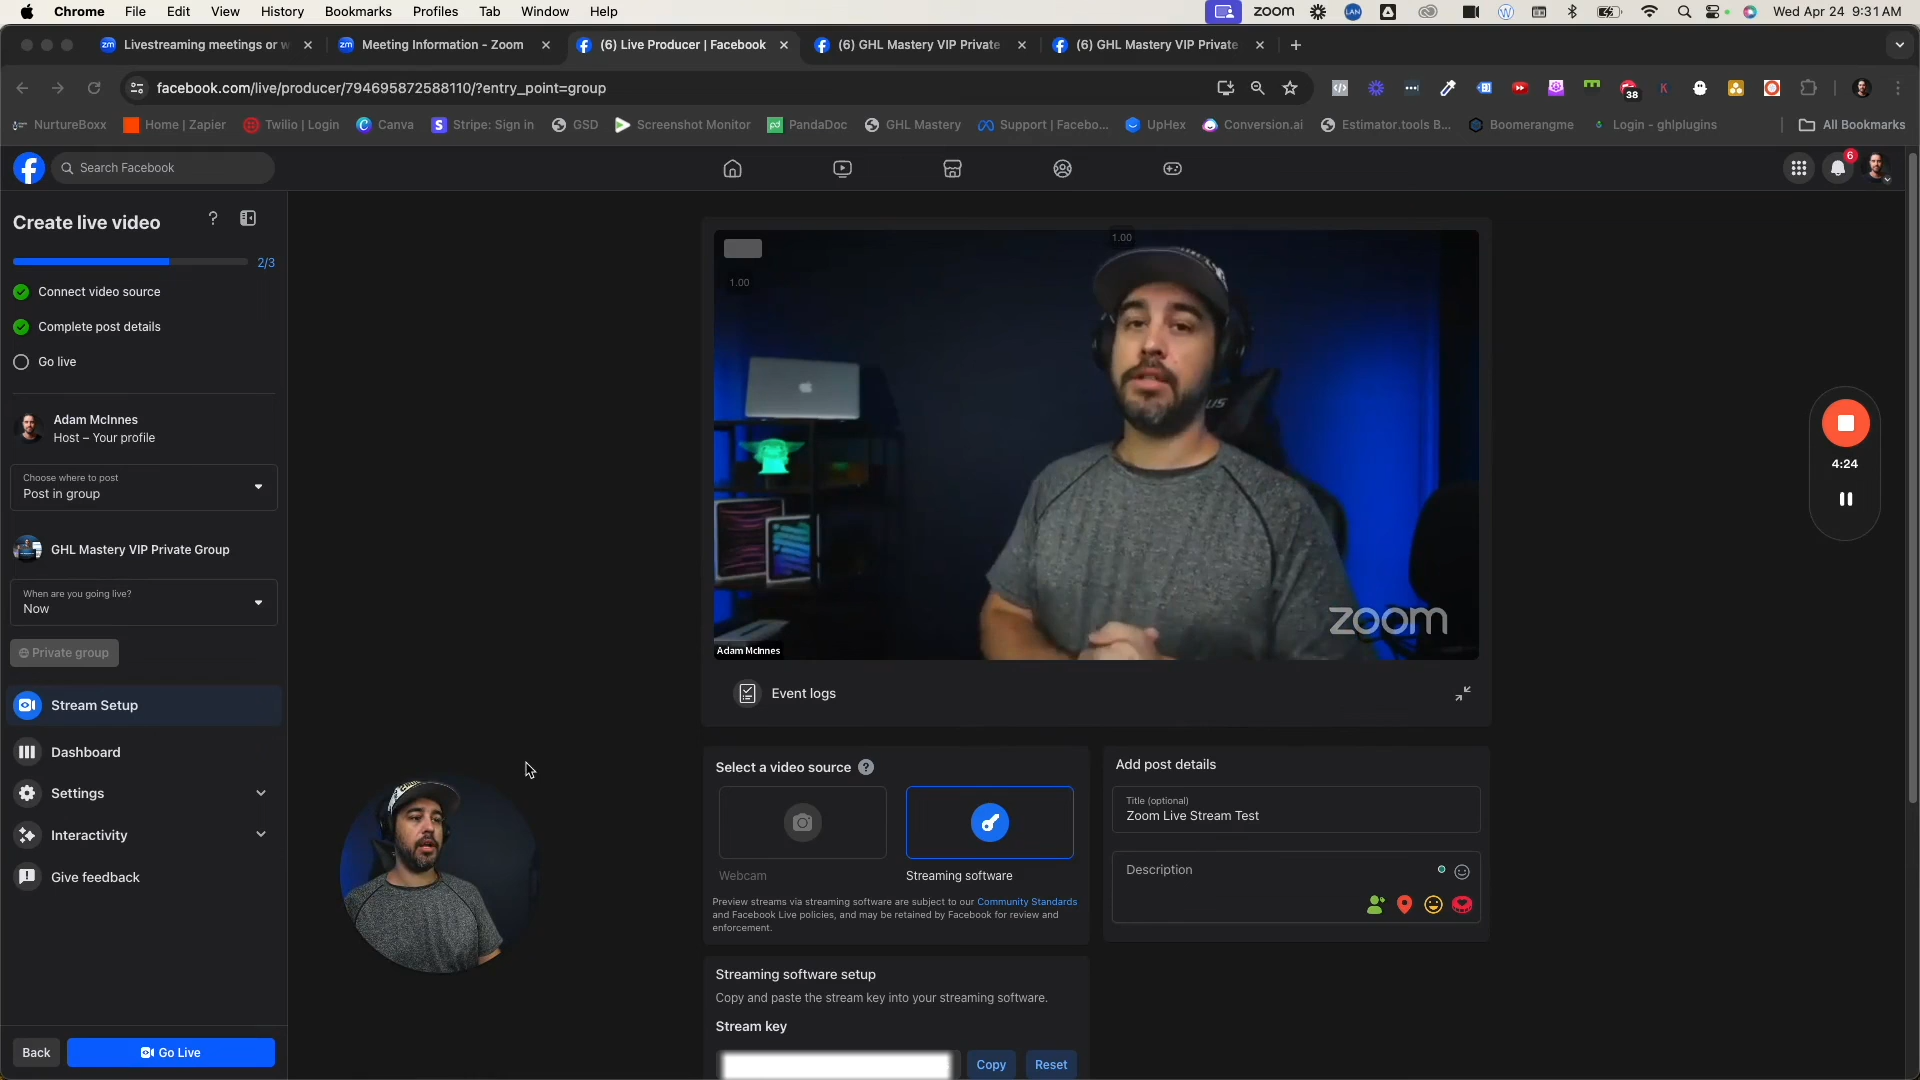 Chrome File Edit View History Bookmarks Profiles Tab Window Help
zoom LAN W Wed Apr 24 9:31 AM
zm Livestreaming meetings or w
zm Meeting Information - Zoom
(6) Live Producer | Facebook
(6) GHL Mastery VIP Private
(6) GHL Mastery VIP Private
facebook.com/live/producer/794695872588110/?entry_point=group
38
K
NurtureBoxx Home | Zapier Twilio | Login Canva Stripe: Sign in GSD Screenshot Monitor PandaDoc GHL Mastery Support | Facebo... UpHex Conversion.ai Estimator.tools B... Boomerangme Login - ghlplugins All Bookmarks
Search Facebook
6
Create live video
?
2/3
Connect video source
Complete post details
Go live
Adam McInnes
Host – Your profile
Choose where to post
Post in group
GHL Mastery VIP Private Group
When are you going live?
Now
Private group
Stream Setup
Dashboard
Settings
Interactivity
Give feedback
Back
Go Live
1.00
1.00
zoom
Adam McInnes
Event logs
4:24
Select a video source ?
Webcam
Streaming software
Preview streams via streaming software are subject to our Community Standards
and Facebook Live policies, and may be retained by Facebook for review and
enforcement.
Add post details
Title (optional)
Zoom Live Stream Test
Description
Streaming software setup
Copy and paste the stream key into your streaming software.
Stream key
Copy
Reset